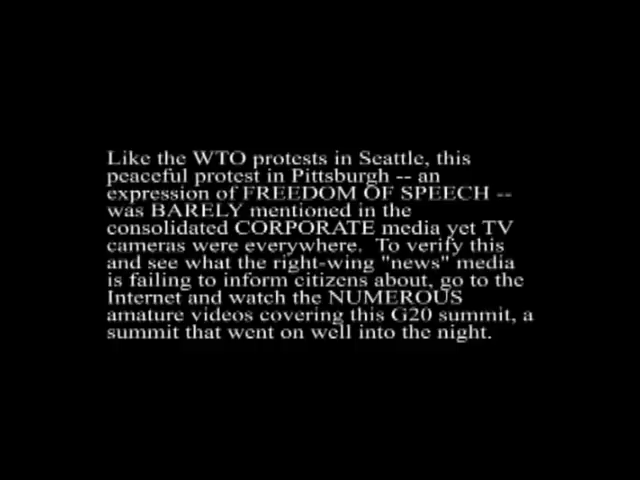 Like the WTO protests in Seattle, this
peaceful protest in Pittsburgh -- an
expression of FREEDOM OF SPEECH --
was BARELY mentioned in the
consolidated CORPORATE media yet TV
cameras were everywhere.  To verify this
and see what the right-wing "news" media
is failing to inform citizens about, go to the
Internet and watch the NUMEROUS
amature videos covering this G20 summit, a
summit that went on well into the night.